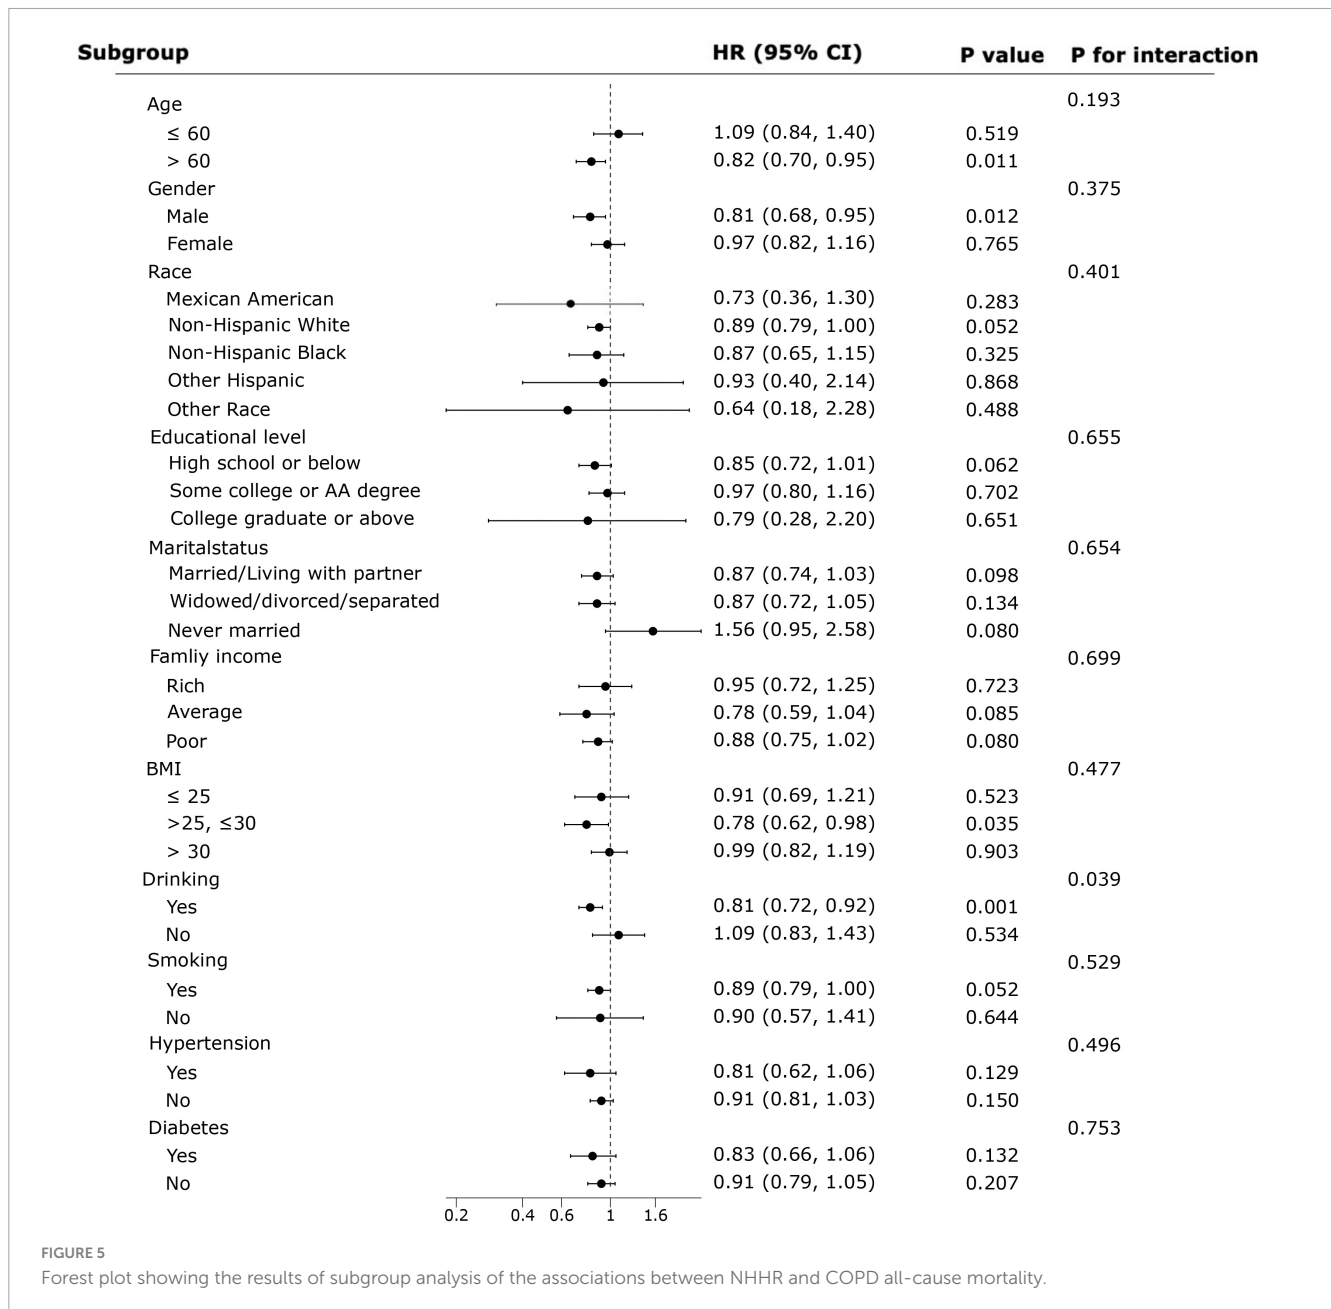 Subgroup HR (95% CI) P value P for interaction
Age 0.193
≤ 60 1.09 (0.84, 1.40) 0.519
> 60 0.82 (0.70, 0.95) 0.011
Gender 0.375
Male 0.81 (0.68, 0.95) 0.012
Female 0.97 (0.82, 1.16) 0.765
Race 0.401
Mexican American 0.73 (0.36, 1.30) 0.283
Non-Hispanic White 0.89 (0.79, 1.00) 0.052
Non-Hispanic Black 0.87 (0.65, 1.15) 0.325
Other Hispanic 0.93 (0.40, 2.14) 0.868
Other Race 0.64 (0.18, 2.28) 0.488
Educational level 0.655
High school or below 0.85 (0.72, 1.01) 0.062
Some college or AA degree 0.97 (0.80, 1.16) 0.702
College graduate or above 0.79 (0.28, 2.20) 0.651
Maritalstatus 0.654
Married/Living with partner 0.87 (0.74, 1.03) 0.098
Widowed/divorced/separated 0.87 (0.72, 1.05) 0.134
Never married 1.56 (0.95, 2.58) 0.080
Famliy income 0.699
Rich 0.95 (0.72, 1.25) 0.723
Average 0.78 (0.59, 1.04) 0.085
Poor 0.88 (0.75, 1.02) 0.080
BMI 0.477
≤ 25 0.91 (0.69, 1.21) 0.523
>25, ≤30 0.78 (0.62, 0.98) 0.035
> 30 0.99 (0.82, 1.19) 0.903
Drinking 0.039
Yes 0.81 (0.72, 0.92) 0.001
No 1.09 (0.83, 1.43) 0.534
Smoking 0.529
Yes 0.89 (0.79, 1.00) 0.052
No 0.90 (0.57, 1.41) 0.644
Hypertension 0.496
Yes 0.81 (0.62, 1.06) 0.129
No 0.91 (0.81, 1.03) 0.150
Diabetes 0.753
Yes 0.83 (0.66, 1.06) 0.132
No 0.91 (0.79, 1.05) 0.207
0.2 0.4 0.6 1 1.6
FIGURE 5
Forest plot showing the results of subgroup analysis of the associations between NHHR and COPD all-cause mortality.